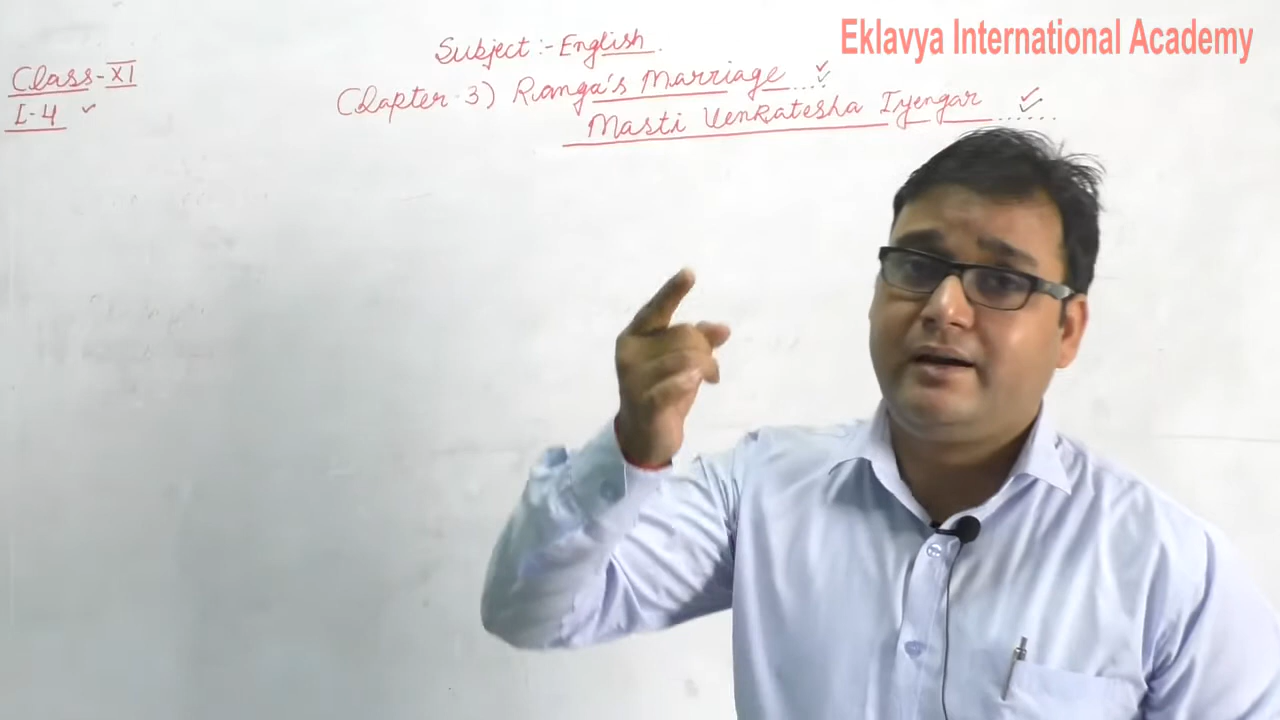 Eklavya International Academy
Subject :- English.
Class-XI
Chapter-3) Ranga's Marriage
I-4
Masti Venkatesha Iyengar